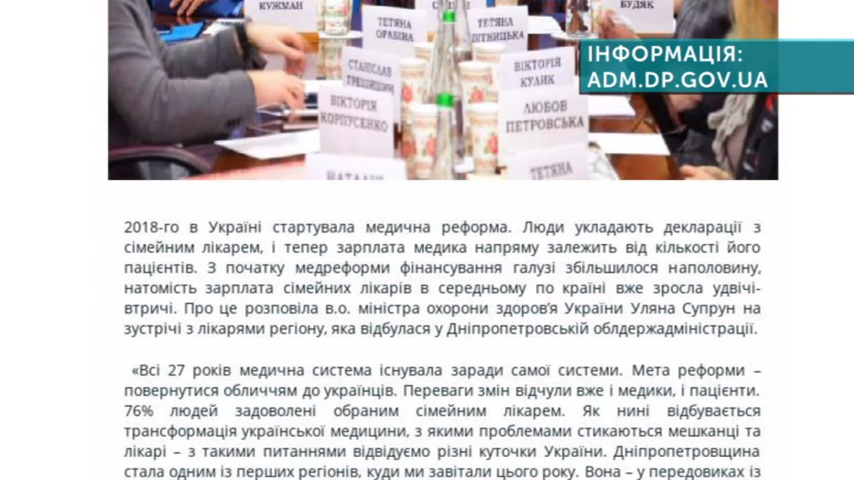 КУЖМАН
БУДЯК
ТЕТЯНА
ОРАБІНА
ТЕТЯНА
ВІТНИЦЬКА
ІНФОРМАЦІЯ:
ADM.DP.GOV.UA
СТАНІСЛАВ
ВІКТОРІЯ
КУЛИК
ВІКТОРІЯ
КОРПУСЕНКО
ЛЮБОВ
ПЕТРОВСЬКА
ТЕТЯНА
2018-го в Україні стартувала медична реформа. Люди укладають декларації з
сімейним лікарем, і тепер зарплата медика напряму залежить від кількості його
пацієнтів. З початку медреформи фінансування галузі збільшилося наполовину,
натомість зарплата сімейних лікарів в середньому по країні вже зросла удвічі-
втричі. Про це розповіла в.о. міністра охорони здоров’я України Уляна Супрун на
зустрічі з лікарями регіону, яка відбулася у Дніпропетровській облдержадміністрації.
«Всі 27 років медична система існувала заради самої системи. Мета реформи –
повернутися обличчям до українців. Переваги змін відчули вже і медики, і пацієнти.
76% людей задоволені обраним сімейним лікарем. Як нині відбувається
трансформація української медицини, з якими проблемами стикаються мешканці та
лікарі – з такими питаннями відвідуємо різні куточки України. Дніпропетровщина
стала одним із перших регіонів, куди ми завітали цього року. Вона – у передовиках із